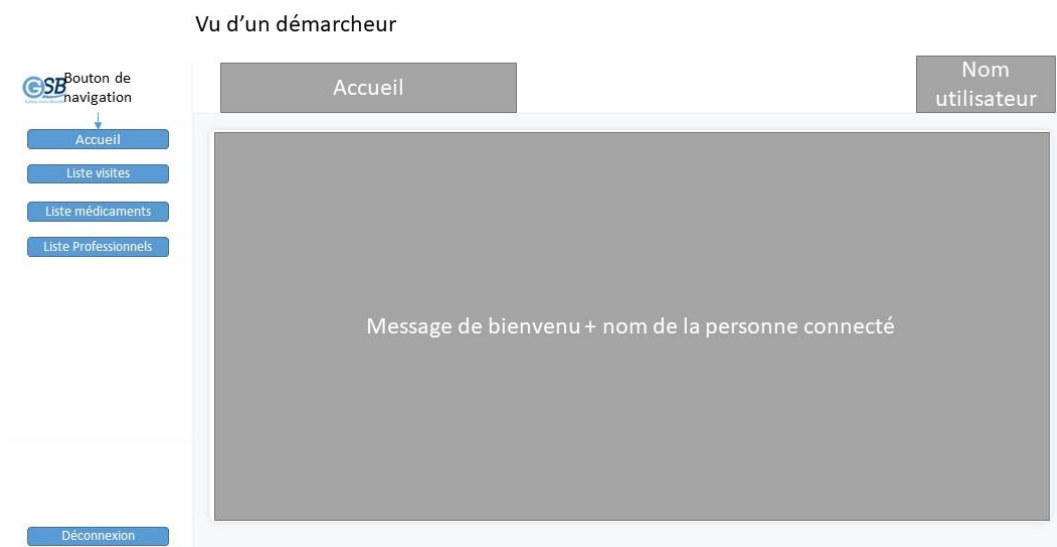 Vu d’un démarcheur
GSB
Bouton de
navigation
Accueil
Nom
utilisateur
Accueil
Liste visites
Liste médicaments
Liste Professionnels
Message de bienvenu + nom de la personne connecté
Déconnexion